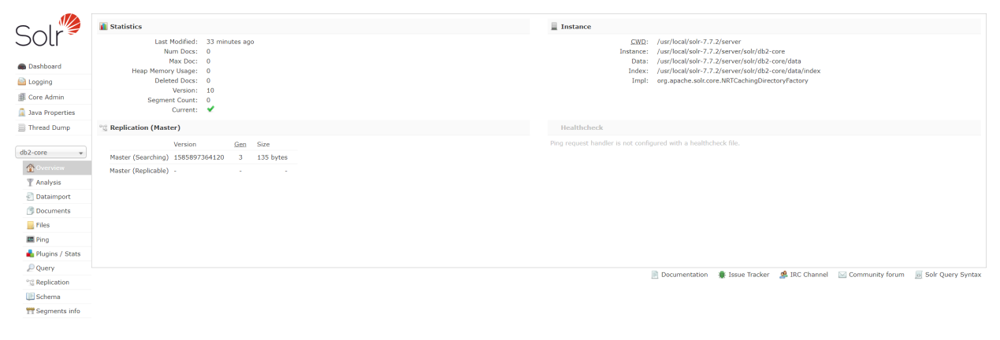 Solr
Dashboard
Logging
Core Admin
Java Properties
Thread Dump
db2-core
Overview
Analysis
Dataimport
Documents
Files
Ping
Plugins / Stats
Query
Replication
Schema
Segments info
Statistics
Last Modified: 33 minutes ago
Num Docs: 0
Max Doc: 0
Heap Memory Usage: 0
Deleted Docs: 0
Version: 10
Segment Count: 0
Current:
Instance
CWD: /usr/local/solr-7.7.2/server
Instance: /usr/local/solr-7.7.2/server/solr/db2-core
Data: /usr/local/solr-7.7.2/server/solr/db2-core/data
Index: /usr/local/solr-7.7.2/server/solr/db2-core/data/index
Impl: org.apache.solr.core.NRTCachingDirectoryFactory
Replication (Master)
Version Gen Size
Master (Searching) 1585897364120 3 135 bytes
Master (Replicable) - - -
Healthcheck
Ping request handler is not configured with a healthcheck file.
Documentation Issue Tracker IRC Channel Community forum Solr Query Syntax